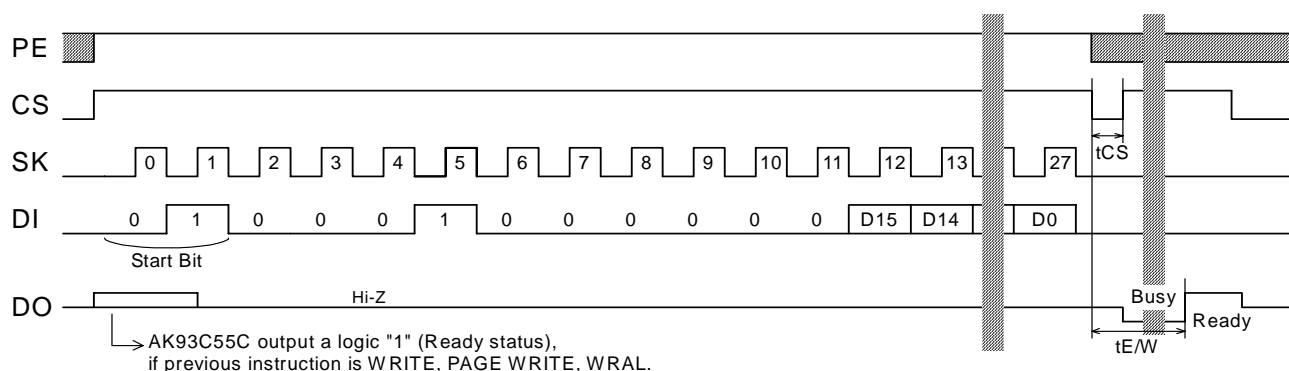 PE
CS
tCS
SK 0 1 2 3 4 5 6 7 8 9 10 11 12 13 27
DI 0 1 0 0 0 1 0 0 0 0 0 0 D15 D14 D0
Start Bit
DO Hi-Z Busy Ready
tE/W
AK93C55C output a logic "1" (Ready status),
if previous instruction is WRITE, PAGE WRITE, WRAL.